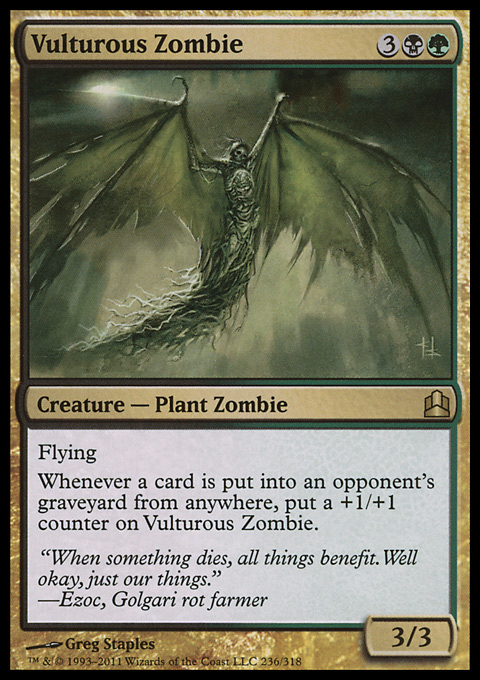 Vulturous Zombie 3
Creature — Plant Zombie
Flying
Whenever a card is put into an opponent's
graveyard from anywhere, put a +1/+1
counter on Vulturous Zombie.
“When something dies, all things benefit. Well
okay, just our things.”
—Ezoc, Golgari rot farmer
3/3
Greg Staples
™ & © 1993–2011 Wizards of the Coast LLC 236/318